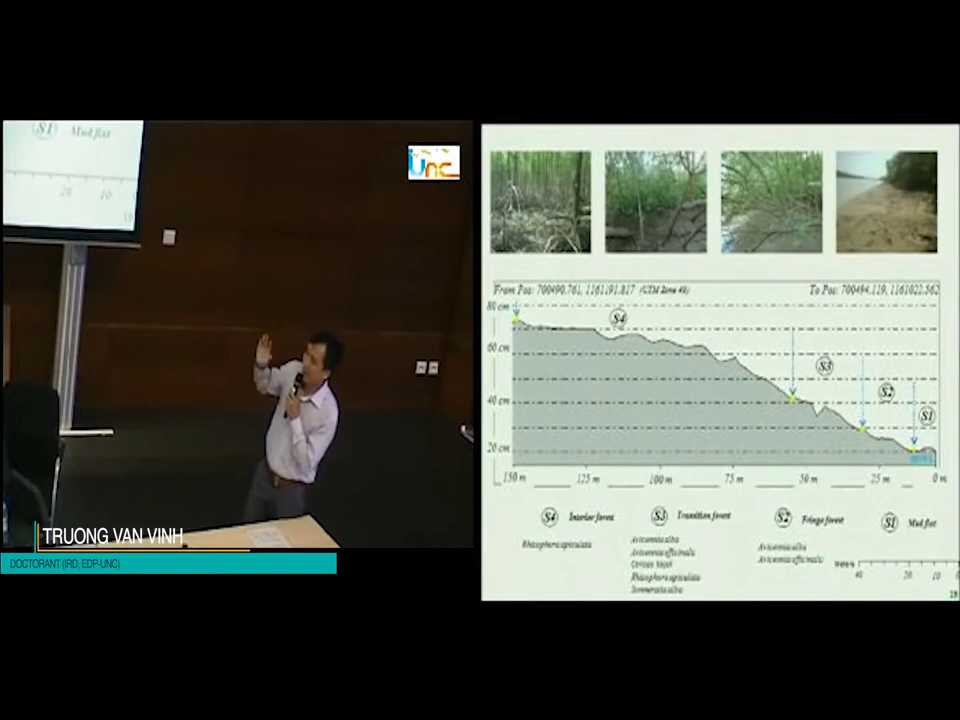 S1 Mud flat
20 10
Unc
TRUONG VAN VINH
DOCTORANT (IRD, EDP-UNC)
From Pos: 700490.761, 1161191.817 (UTM Zone 48)
To Pos: 700494.119, 1161022.562
80 cm
60 cm
40 cm
20 cm
S4
S3
S2
S1
150 m 125 m 100 m 75 m 50 m 25 m 0 m
S4 Interior forest
Rhizophora apiculata
S3 Transition forest
Avicennia alba
Avicennia officinalis
Ceriops tagal
Rhizophora apiculata
Sonneratia alba
S2 Fringe forest
Avicennia alba
Avicennia officinalis
S1 Mud flat
Meters
40 20 10 0